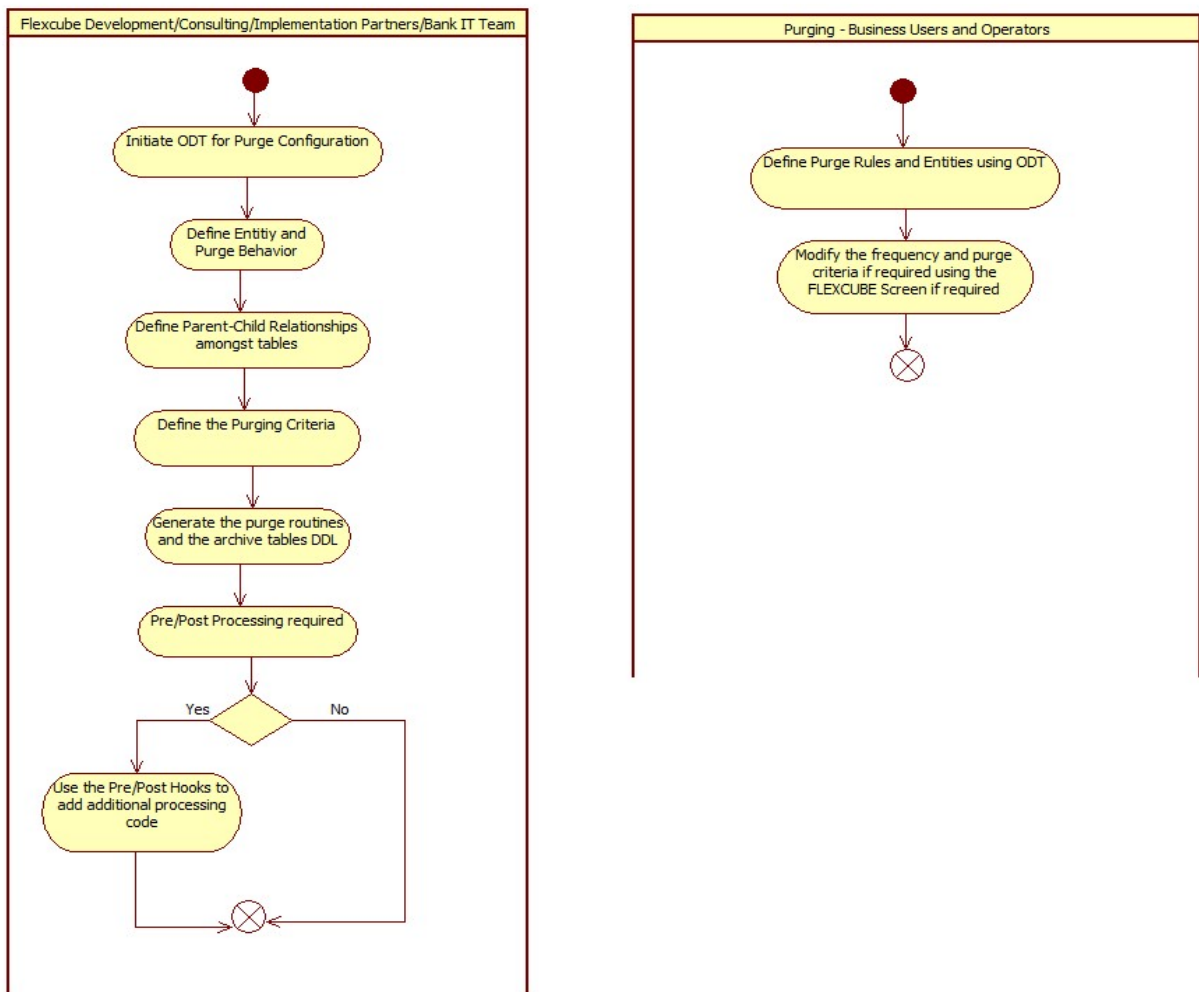 Flexcube Development/Consulting/Implementation Partners/Bank IT Team
Initiate ODT for Purge Configuration
Define Entitiy and
Purge Behavior
Define Parent-Child Relationships
amongst tables
Define the Purging Criteria
Generate the purge routines
and the archive tables DDL
Pre/Post Processing required
Yes
No
Use the Pre/Post Hooks to
add additional processing
code
Purging - Business Users and Operators
Define Purge Rules and Entities using ODT
Modify the frequency and purge
criteria if required using the
FLEXCUBE Screen if required